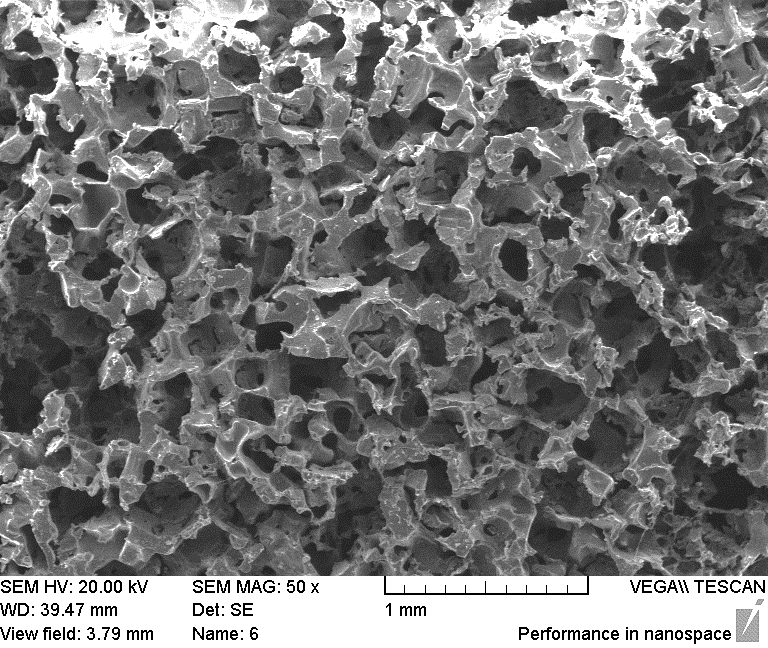 SEM HV: 20.00 kV SEM MAG: 50 x VEGA\\ TESCAN
WD: 39.47 mm Det: SE 1 mm
View field: 3.79 mm Name: 6 Performance in nanospace